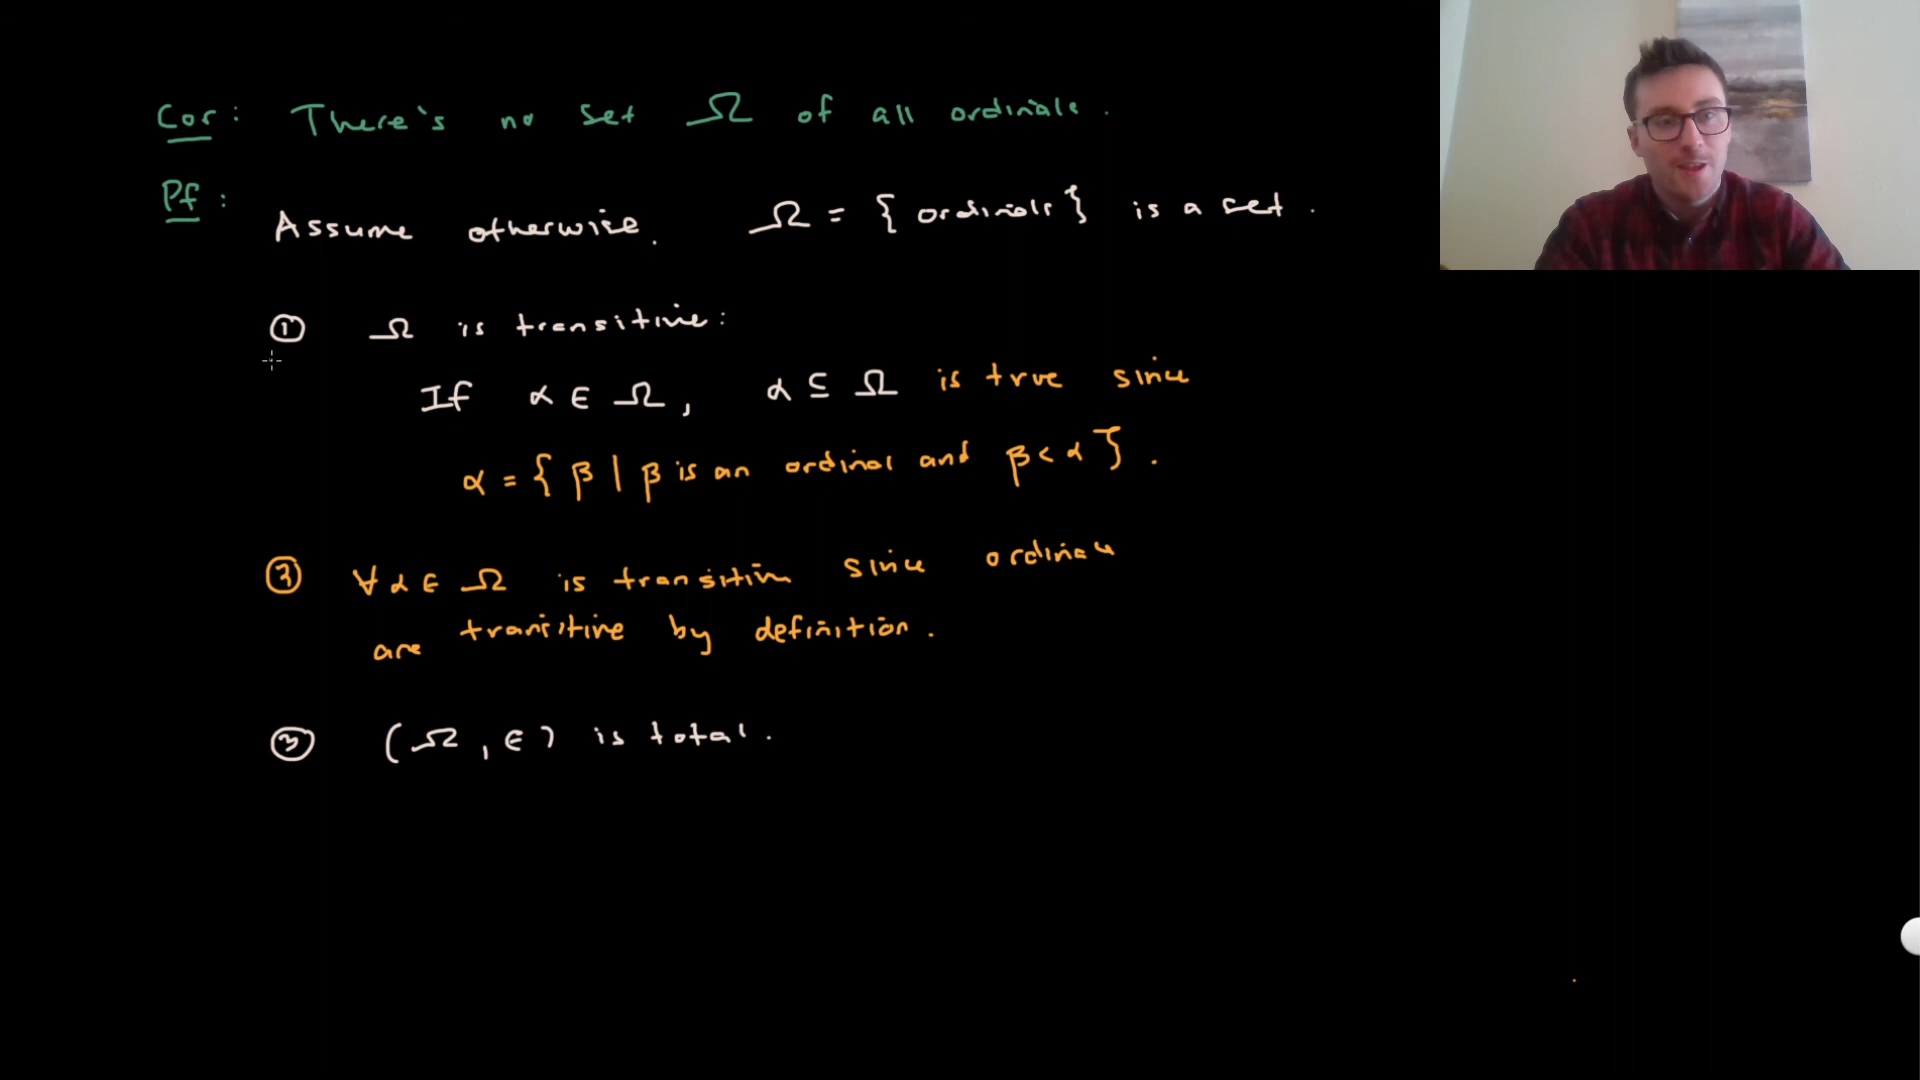 Cor: There's no set Ω of all ordinals.
Pf:
Assume otherwise. Ω = { ordinals } is a set.
① Ω is transitive:
If α ∈ Ω, α ⊆ Ω is true since
α = { β | β is an ordinal and β < α }.
② ∀ α ∈ Ω is transitive since ordinals
are transitive by definition.
③ (Ω, ∈) is total.